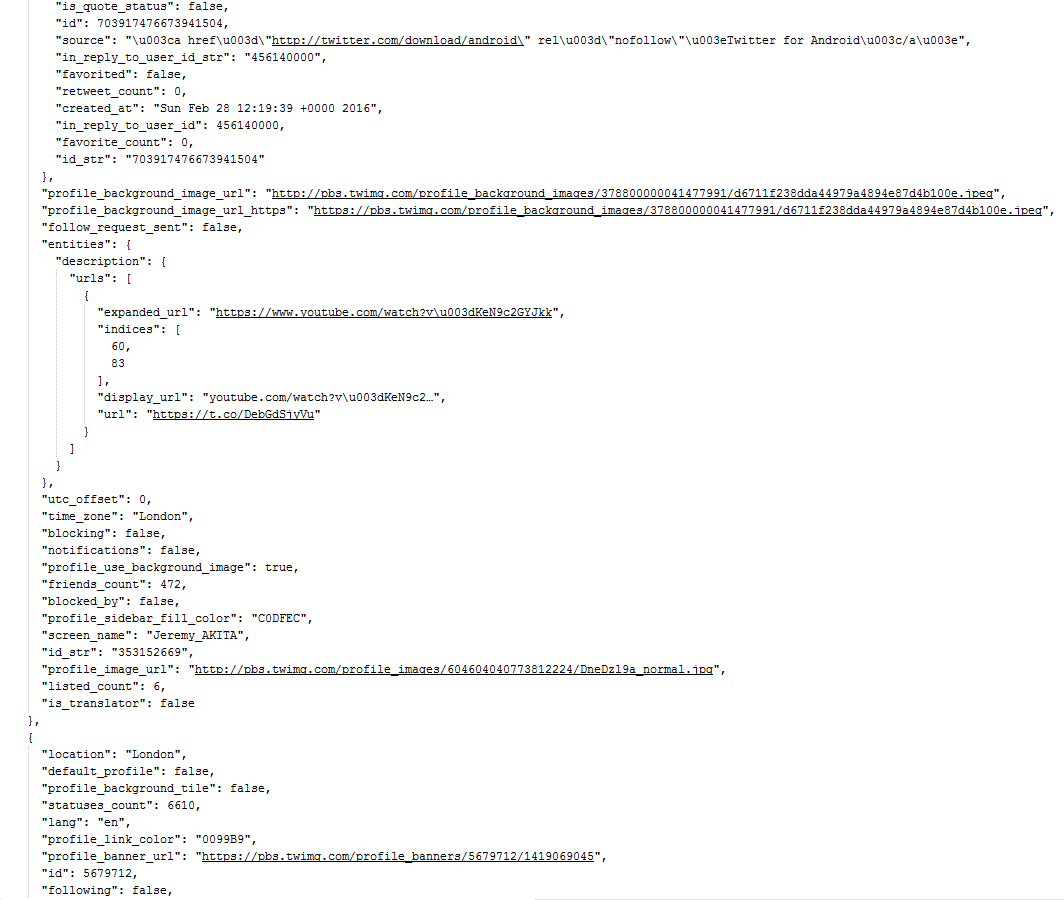 "is_quote_status": false,
"id": 703917476673941504,
"source": "\u003ca href\u003d\"http://twitter.com/download/android\" rel\u003d\"nofollow\"\u003eTwitter for Android\u003c/a\u003e",
"in_reply_to_user_id_str": "456140000",
"favorited": false,
"retweet_count": 0,
"created_at": "Sun Feb 28 12:19:39 +0000 2016",
"in_reply_to_user_id": 456140000,
"favorite_count": 0,
"id_str": "703917476673941504"
},
"profile_background_image_url": "http://pbs.twimg.com/profile_background_images/378800000041477991/d6711f238dda44979a4894e87d4b100e.jpeg",
"profile_background_image_url_https": "https://pbs.twimg.com/profile_background_images/378800000041477991/d6711f238dda44979a4894e87d4b100e.jpeg",
"follow_request_sent": false,
"entities": {
"description": {
"urls": [
{
"expanded_url": "https://www.youtube.com/watch?v\u003dKeN9c2GYJkk",
"indices": [
60,
83
],
"display_url": "youtube.com/watch?v\u003dKeN9c2…",
"url": "https://t.co/DebGdSjyVu"
}
]
}
},
"utc_offset": 0,
"time_zone": "London",
"blocking": false,
"notifications": false,
"profile_use_background_image": true,
"friends_count": 472,
"blocked_by": false,
"profile_sidebar_fill_color": "C0DFEC",
"screen_name": "Jeremy_AKITA",
"id_str": "353152669",
"profile_image_url": "http://pbs.twimg.com/profile_images/604604040773812224/DneDzl9a_normal.jpg",
"listed_count": 6,
"is_translator": false
},
{
"location": "London",
"default_profile": false,
"profile_background_tile": false,
"statuses_count": 6610,
"lang": "en",
"profile_link_color": "0099B9",
"profile_banner_url": "https://pbs.twimg.com/profile_banners/5679712/1419069045",
"id": 5679712,
"following": false,